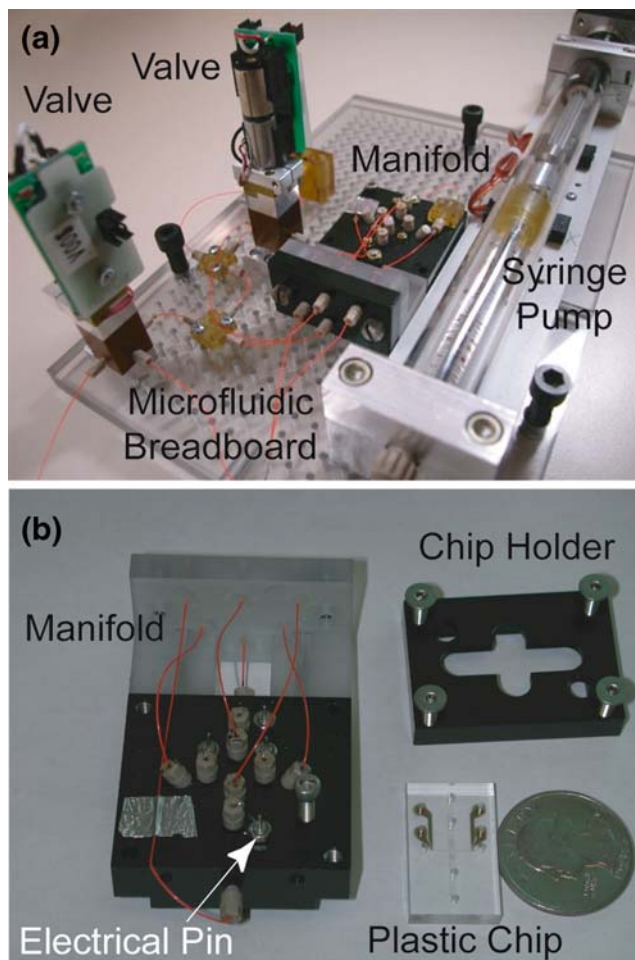 (a)
Valve
Valve
Manifold
Syringe
Pump
Microfluidic
Breadboard
(b)
Chip Holder
Manifold
Electrical Pin
Plastic Chip